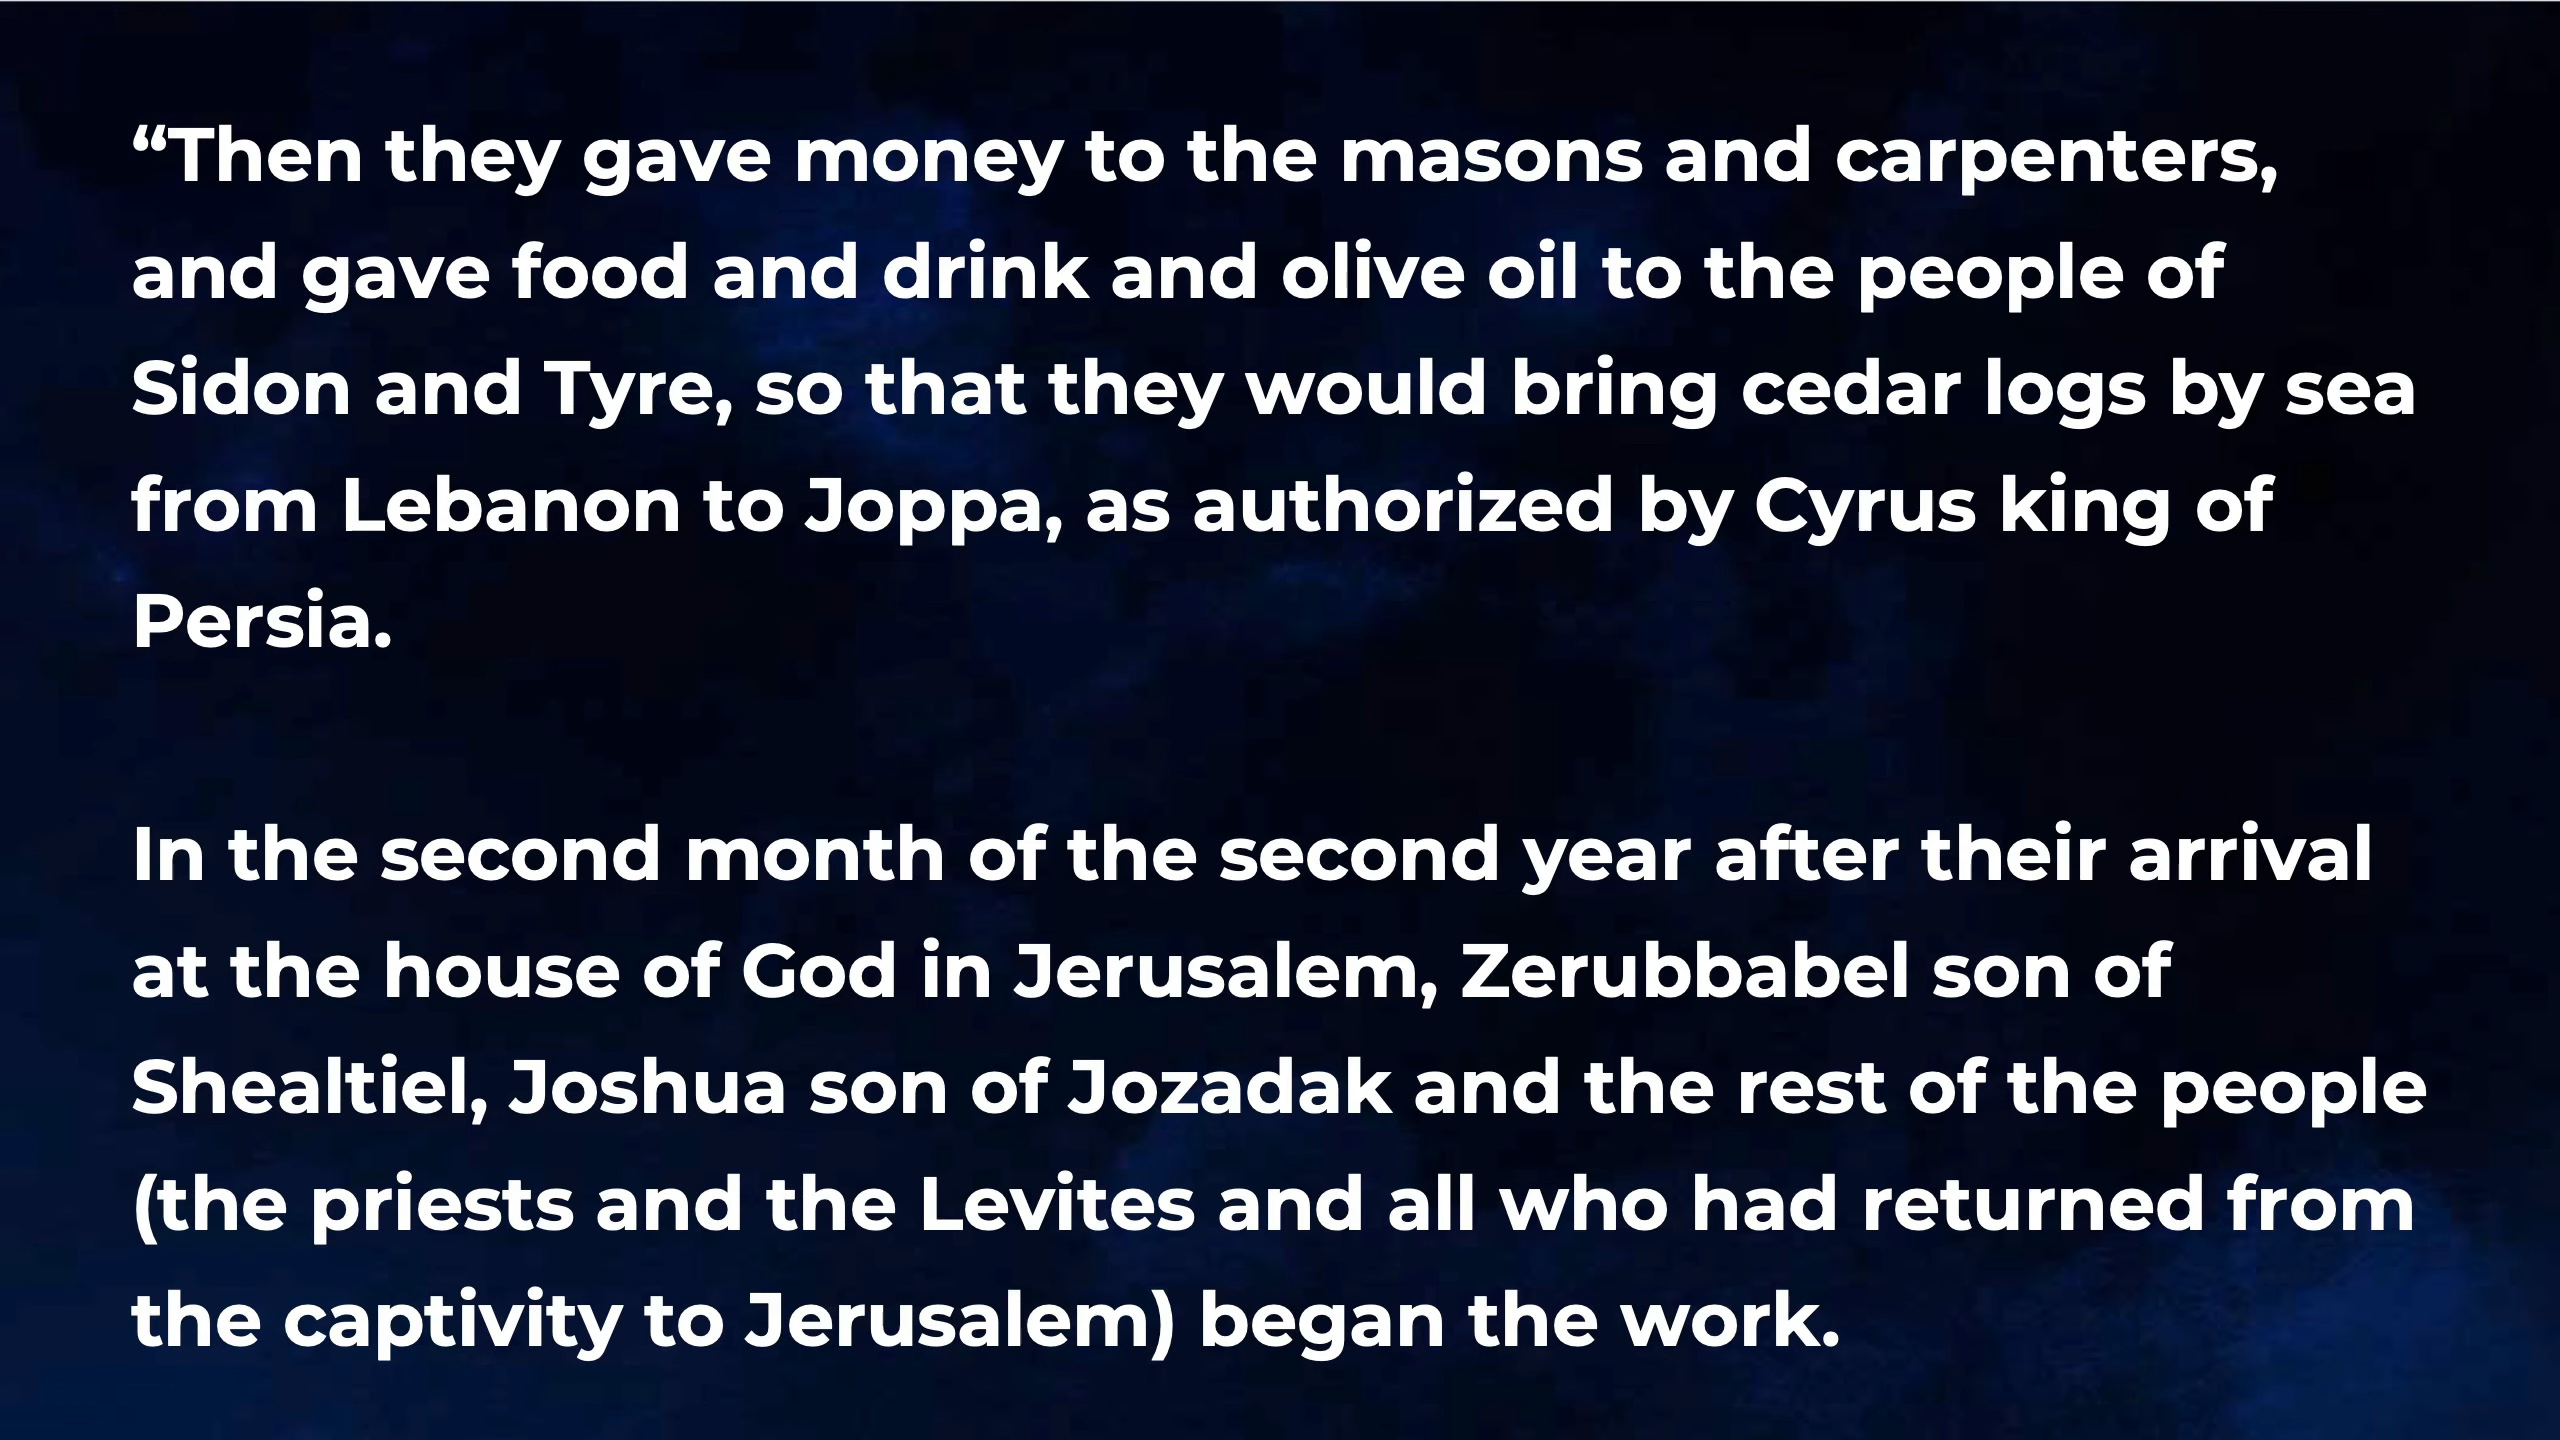 “Then they gave money to the masons and carpenters,
and gave food and drink and olive oil to the people of
Sidon and Tyre, so that they would bring cedar logs by sea
from Lebanon to Joppa, as authorized by Cyrus king of
Persia.
In the second month of the second year after their arrival
at the house of God in Jerusalem, Zerubbabel son of
Shealtiel, Joshua son of Jozadak and the rest of the people
(the priests and the Levites and all who had returned from
the captivity to Jerusalem) began the work.